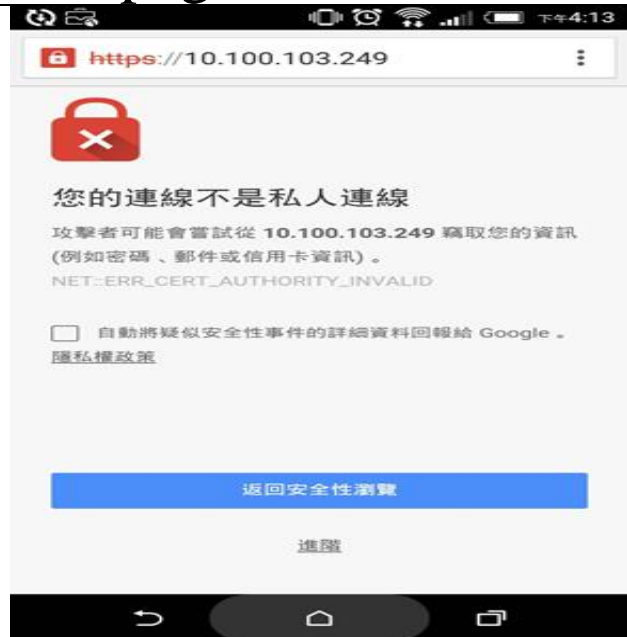 下午4:13
https://10.100.103.249
您的連線不是私人連線
攻擊者可能會嘗試從 10.100.103.249 竊取您的資訊
(例如密碼、郵件或信用卡資訊)。
NET::ERR_CERT_AUTHORITY_INVALID
自動將疑似安全性事件的詳細資料回報給 Google。
隱私權政策
返回安全性瀏覽
進階